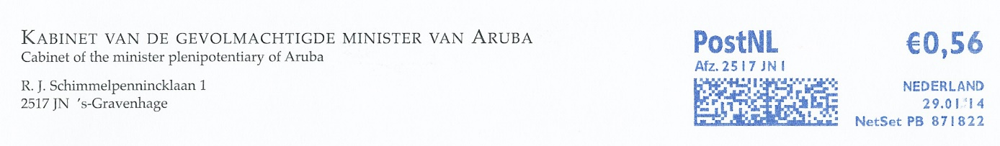 KABINET VAN DE GEVOLMACHTIGDE MINISTER VAN ARUBA
Cabinet of the minister plenipotentiary of Aruba
R. J. Schimmelpennincklaan 1
2517 JN 's-Gravenhage
PostNL
€0,56
Afz. 2517 JN 1
NEDERLAND
29.01.14
NetSet PB 871822